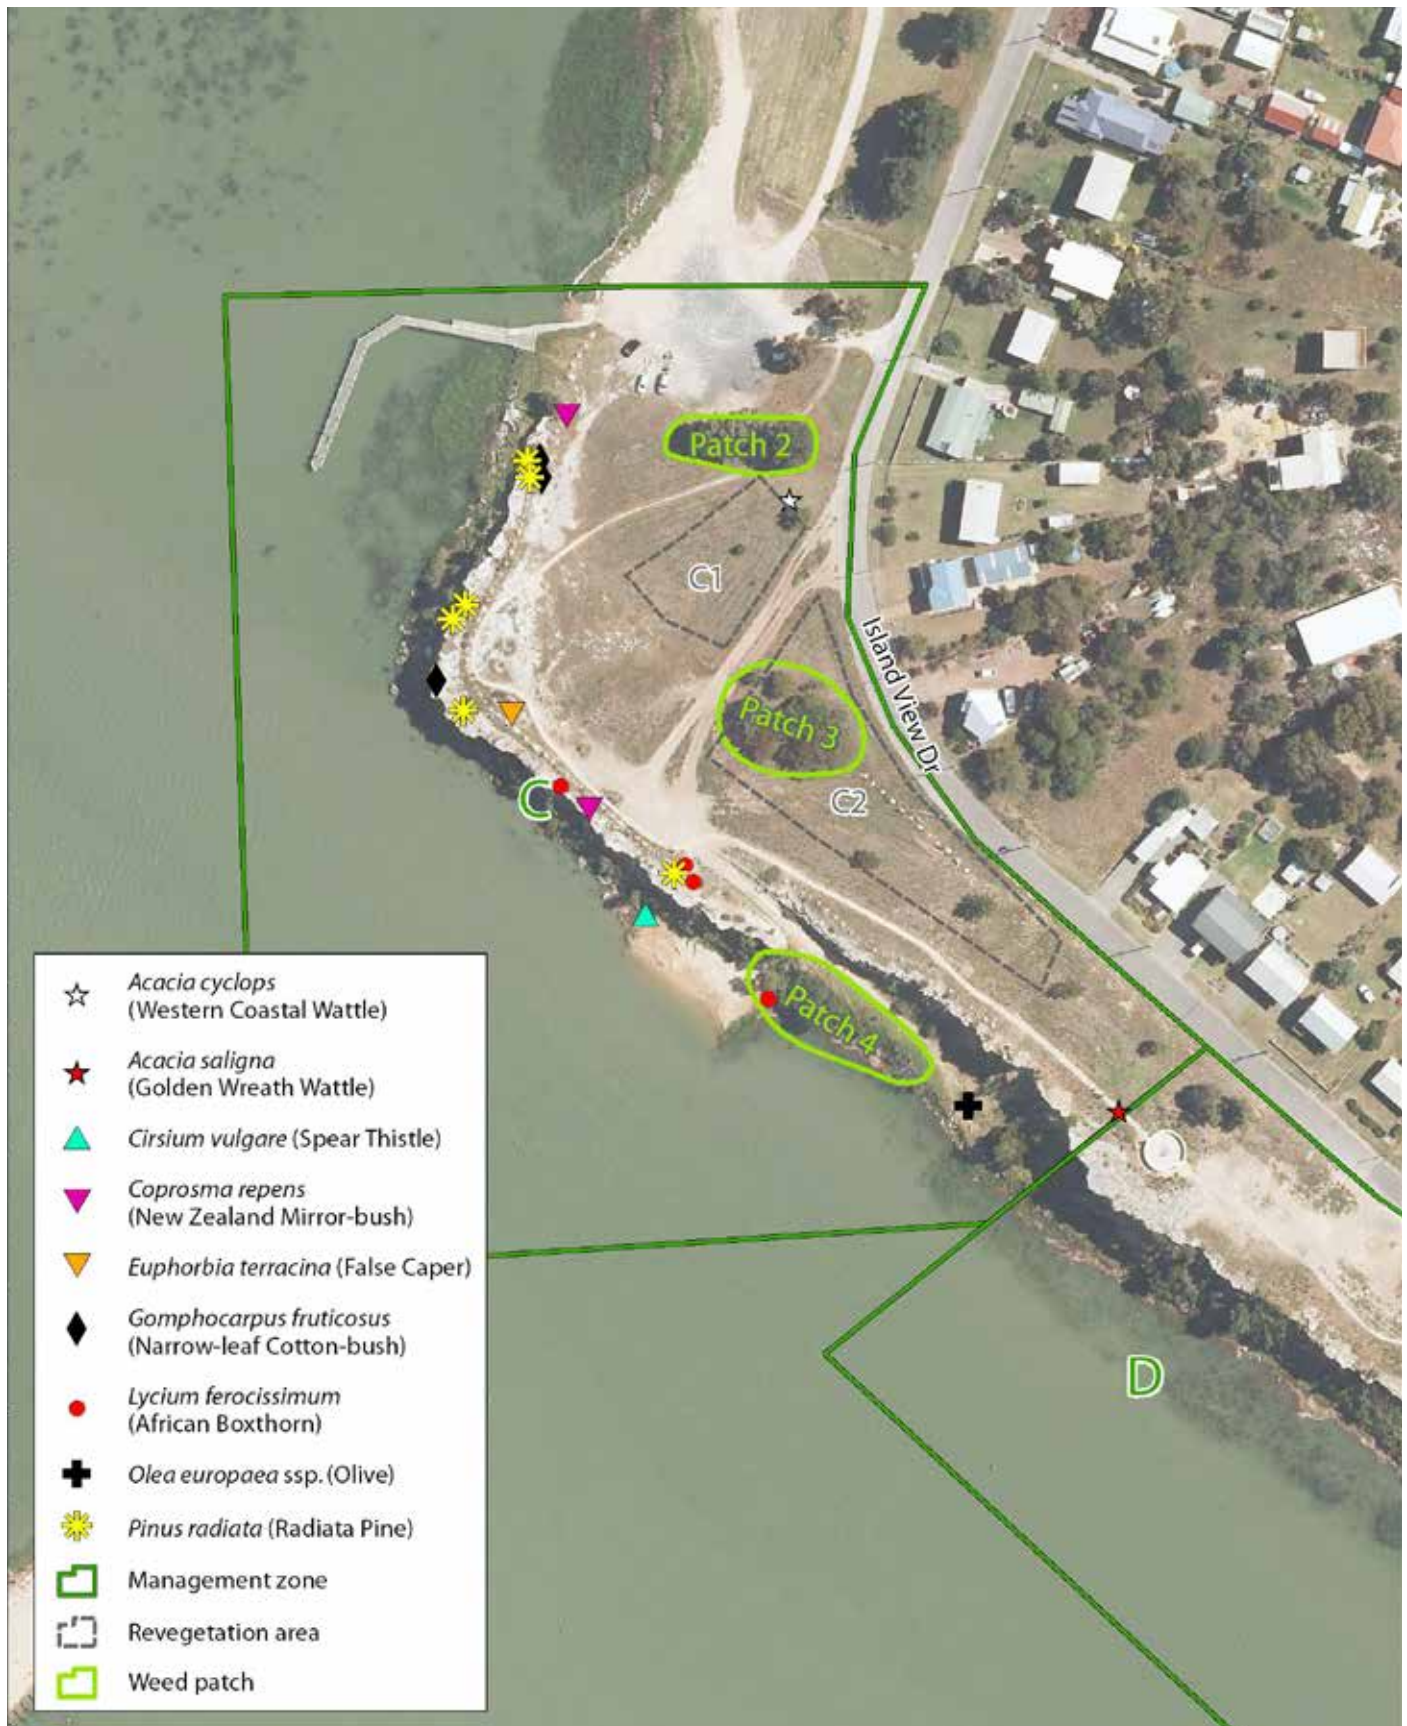 Patch 2
C1
Island View Dr
Patch 3
C2
C
Patch 4
D
Acacia cyclops
(Western Coastal Wattle)
Acacia saligna
(Golden Wreath Wattle)
Cirsium vulgare (Spear Thistle)
Coprosma repens
(New Zealand Mirror-bush)
Euphorbia terracina (False Caper)
Gomphocarpus fruticosus
(Narrow-leaf Cotton-bush)
Lycium ferocissimum
(African Boxthorn)
Olea europaea ssp. (Olive)
Pinus radiata (Radiata Pine)
Management zone
Revegetation area
Weed patch